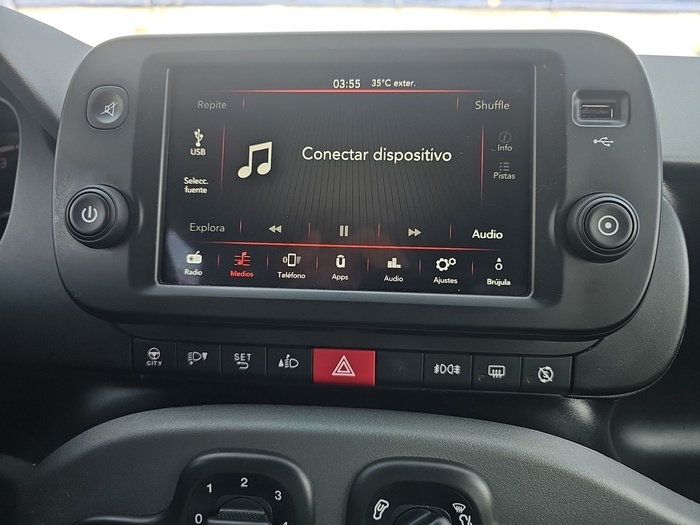 03:55 35°C exter.
Repite Shuffle
USB
Info
Conectar dispositivo
Selecc. fuente
Pistas
Explora Audio
Radio Medios Teléfono Apps Audio Ajustes Brújula
CITY SET
0 1 2 3 4